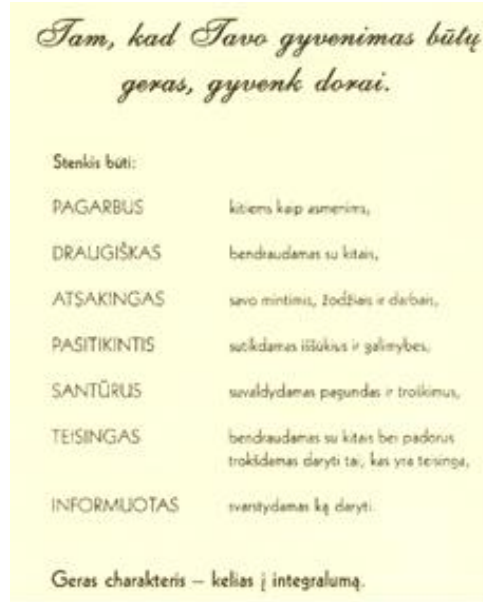 Tam, kad Tavo gyvenimas būtų
geras, gyvenk dorai.
Stenkis būti:
PAGARBUS kitiems kaip asmenims,
DRAUGIŠKAS bendraudamas su kitais,
ATSAKINGAS savo mintimis, žodžiais ir darbais,
PASITIKINTIS sutikdamas iššūkius ir galimybes,
SANTŪRUS suvaldydamas pagundas ir troškimus,
TEISINGAS bendraudamas su kitais bei padorus
trokšdamas daryti tai, kas yra teisinga,
INFORMUOTAS svarstydamas ką daryti.
Geras charakteris – kelias į integralumą.